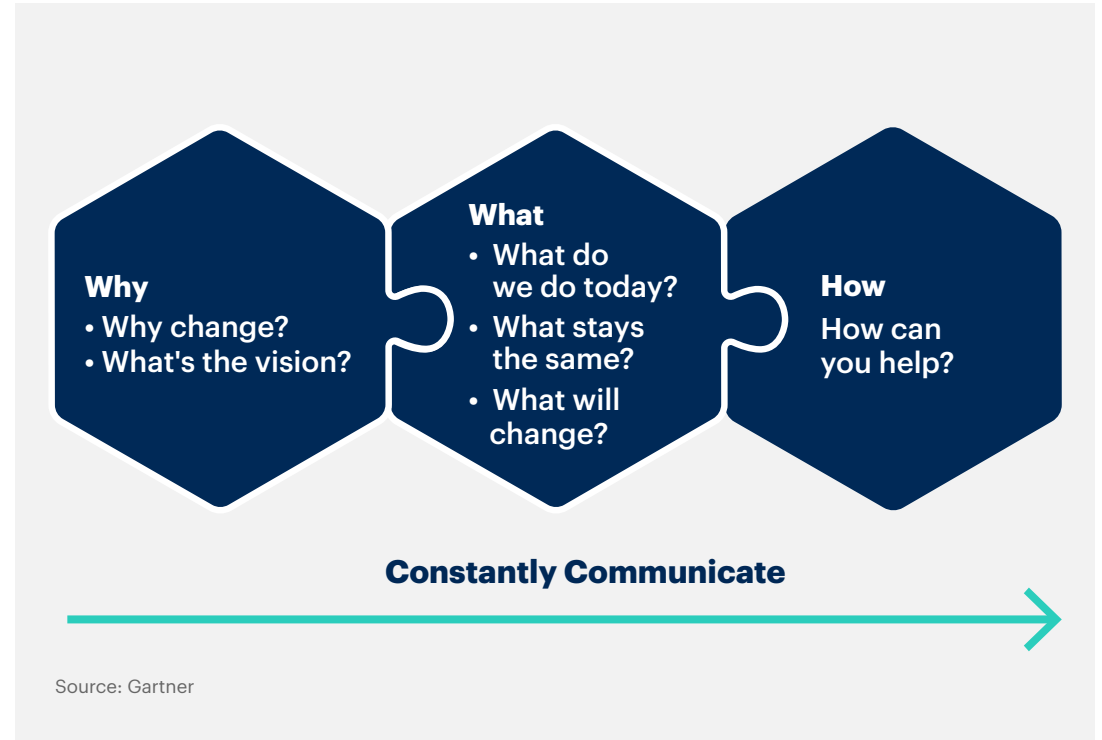 Why
• Why change?
• What's the vision?
What
• What do
we do today?
• What stays
the same?
• What will
change?
How
How can
you help?
Constantly Communicate
Source: Gartner